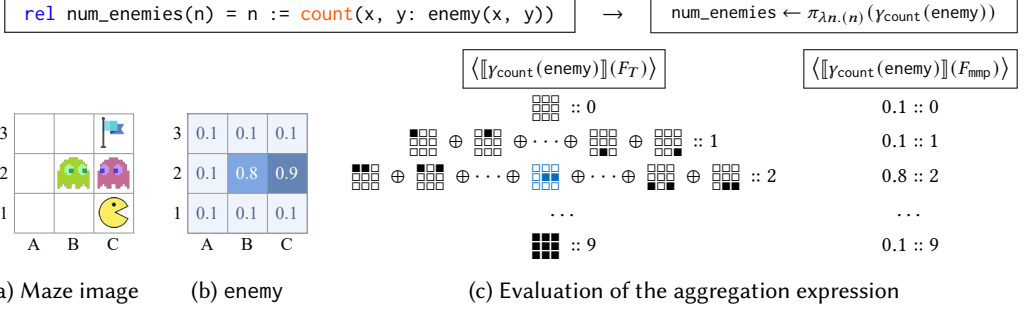 rel num_enemies(n) = n := count(x, y: enemy(x, y)) → num_enemies ← π_{λn.(n)}(γ_count(enemy))
⟨⟦γ_count(enemy)⟧(F_T)⟩ ⟨⟦γ_count(enemy)⟧(F_mmp)⟩
:: 0 0.1 :: 0
⊕ ⊕ ··· ⊕ ⊕ :: 1 0.1 :: 1
⊕ ⊕ ··· ⊕ ⊕ ··· ⊕ ⊕ :: 2 0.8 :: 2
... ...
:: 9 0.1 :: 9
3
2
1
A B C
3 0.1 0.1 0.1
2 0.1 0.8 0.9
1 0.1 0.1 0.1
A B C
a) Maze image (b) enemy (c) Evaluation of the aggregation expression